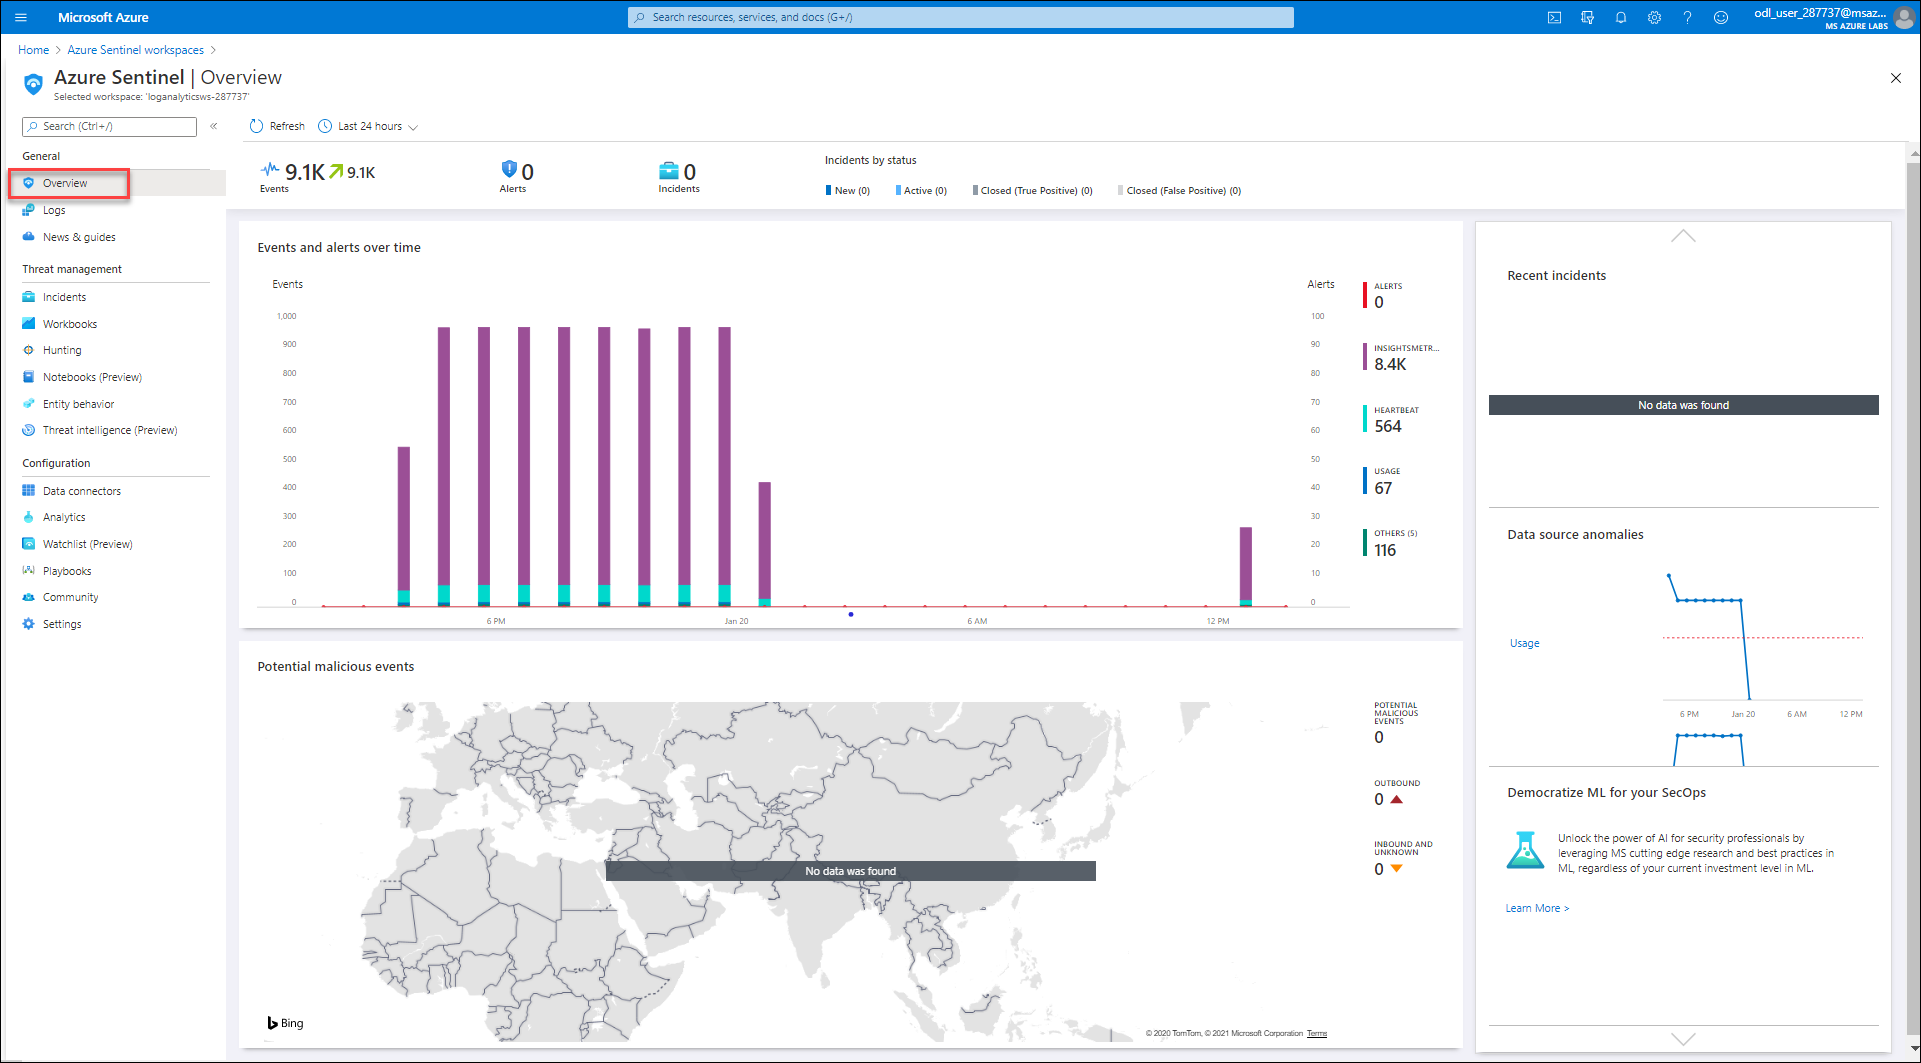 Microsoft Azure
Search resources, services, and docs (G+/)
odl_user_287737@msaz...
MS AZURE LABS
Home > Azure Sentinel workspaces >
Azure Sentinel | Overview
Selected workspace: 'loganalyticsws-287737'
Search (Ctrl+/)
«
General
Overview
Logs
News & guides
Threat management
Incidents
Workbooks
Hunting
Notebooks (Preview)
Entity behavior
Threat intelligence (Preview)
Configuration
Data connectors
Analytics
Watchlist (Preview)
Playbooks
Community
Settings
Refresh
Last 24 hours
9.1K 9.1K
Events
0
Alerts
0
Incidents
Incidents by status
New (0)
Active (0)
Closed (True Positive) (0)
Closed (False Positive) (0)
Events and alerts over time
Events
1,000
900
800
700
600
500
400
300
200
100
0
6 PM
Jan 20
6 AM
12 PM
Alerts
100
90
80
70
60
50
40
30
20
10
0
ALERTS
0
INSIGHTSMETR...
8.4K
HEARTBEAT
564
USAGE
67
OTHERS (5)
116
Potential malicious events
No data was found
Bing
© 2020 TomTom, © 2021 Microsoft Corporation Terms
POTENTIAL
MALICIOUS
EVENTS
0
OUTBOUND
0
INBOUND AND
UNKNOWN
0
Recent incidents
No data was found
Data source anomalies
Usage
6 PM
Jan 20
6 AM
12 PM
Democratize ML for your SecOps
Unlock the power of AI for security professionals by
leveraging MS cutting edge research and best practices in
ML, regardless of your current investment level in ML.
Learn More >